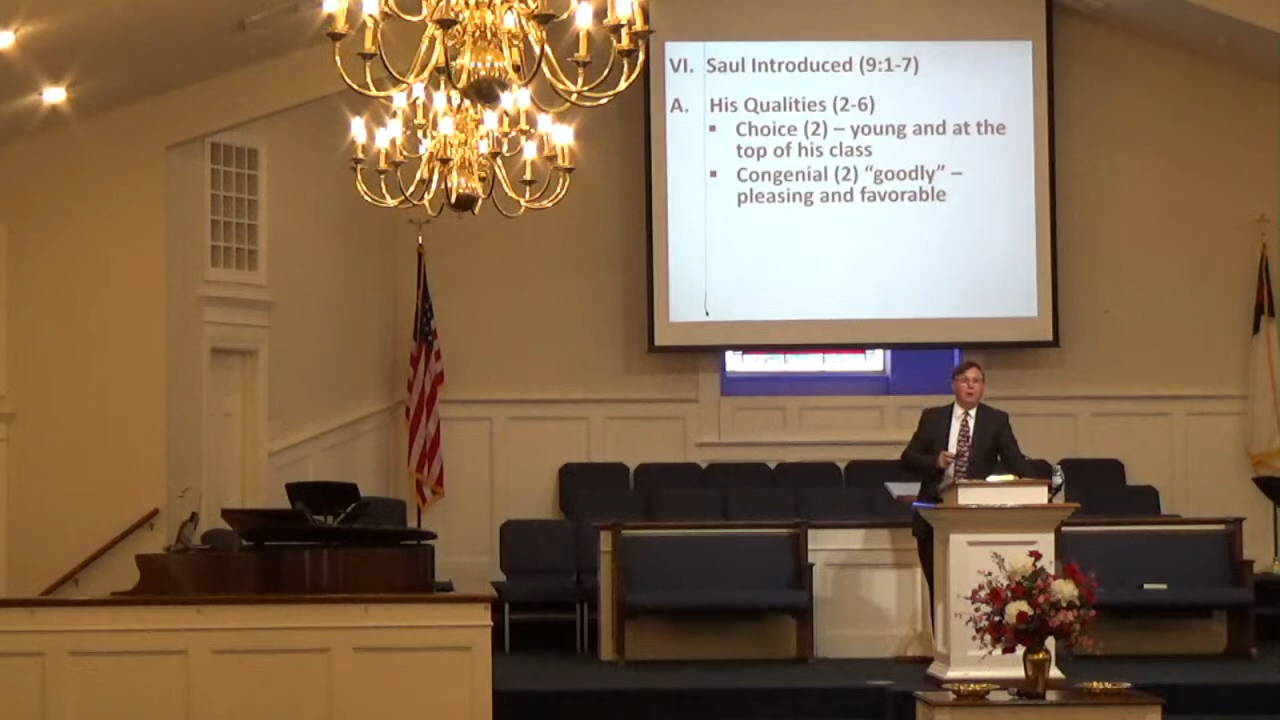 VI. Saul Introduced (9:1-7)
A. His Qualities (2-6)
▪ Choice (2) – young and at the
top of his class
▪ Congenial (2) “goodly” –
pleasing and favorable